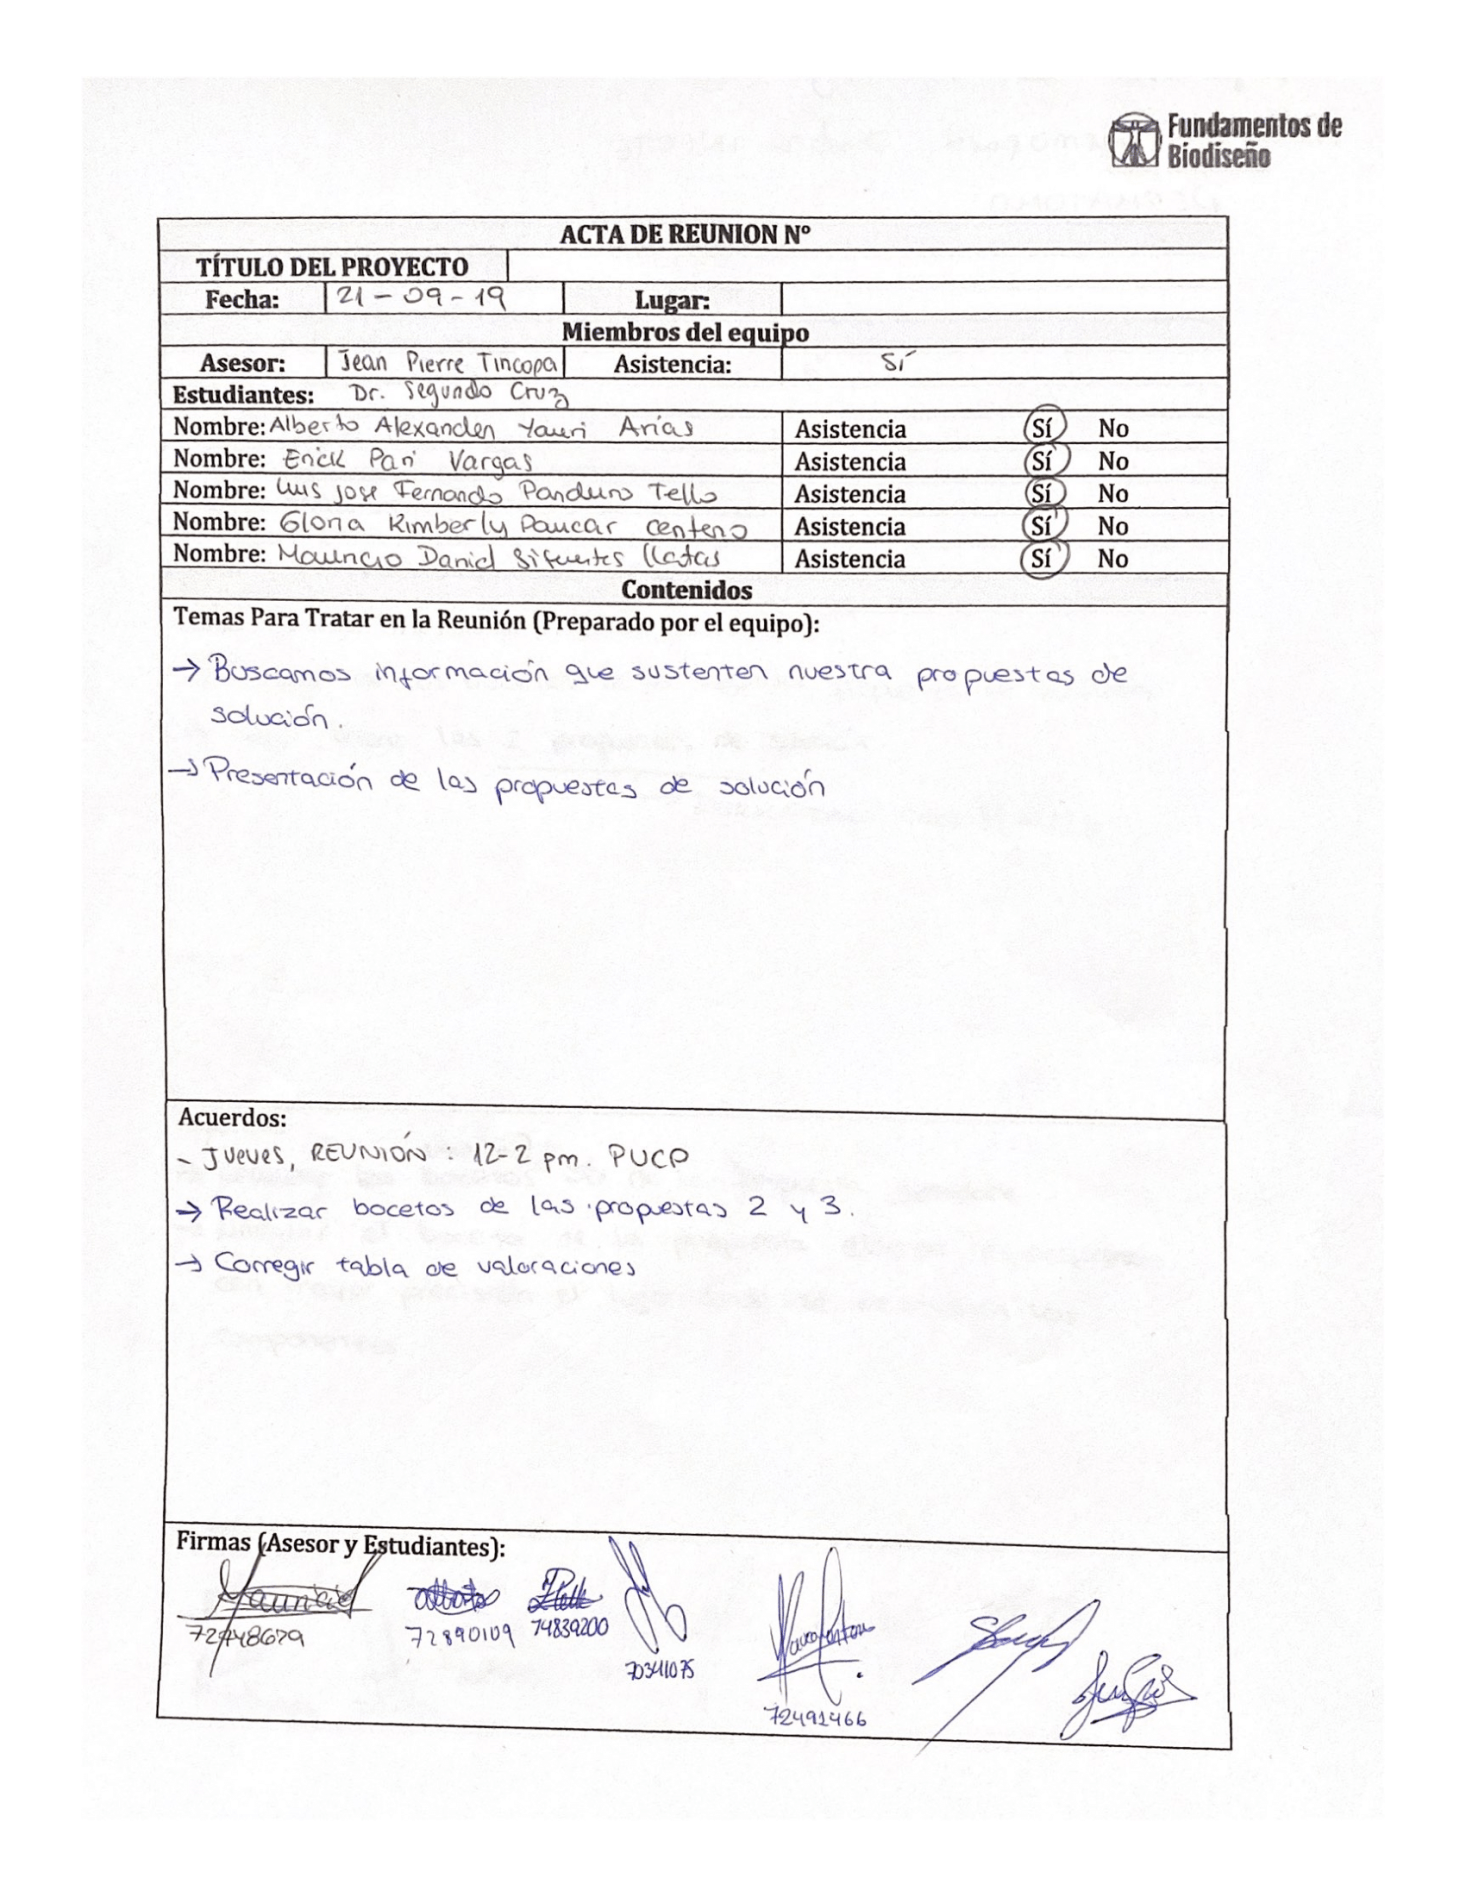 Fundamentos de
Biodiseño
ACTA DE REUNION Nº
TÍTULO DEL PROYECTO
Fecha: 21-09-19 Lugar:
Miembros del equipo
Asesor: Jean Pierre Tincopa Asistencia: Sí
Estudiantes: Dr. Segundo Cruz
Nombre: Alberto Alexander Yauri Arias Asistencia Sí No
Nombre: Erick Pari Vargas Asistencia Sí No
Nombre: Luis Jose Fernando Panduro Tello Asistencia Sí No
Nombre: Gloria Kimberly Paucar Centeno Asistencia Sí No
Nombre: Mauricio Daniel Sifuentes Llatas Asistencia Sí No
Contenidos
Temas Para Tratar en la Reunión (Preparado por el equipo):
→ Buscamos información que sustenten nuestra propuestas de
solución.
→ Presentación de las propuestas de solución
Acuerdos:
- Jueves, REUNIÓN : 12-2 pm. PUCP
→ Realizar bocetos de las propuestas 2 y 3.
→ Corregir tabla de valoraciones
Firmas (Asesor y Estudiantes):
72890109 74839200
70341075
72491466